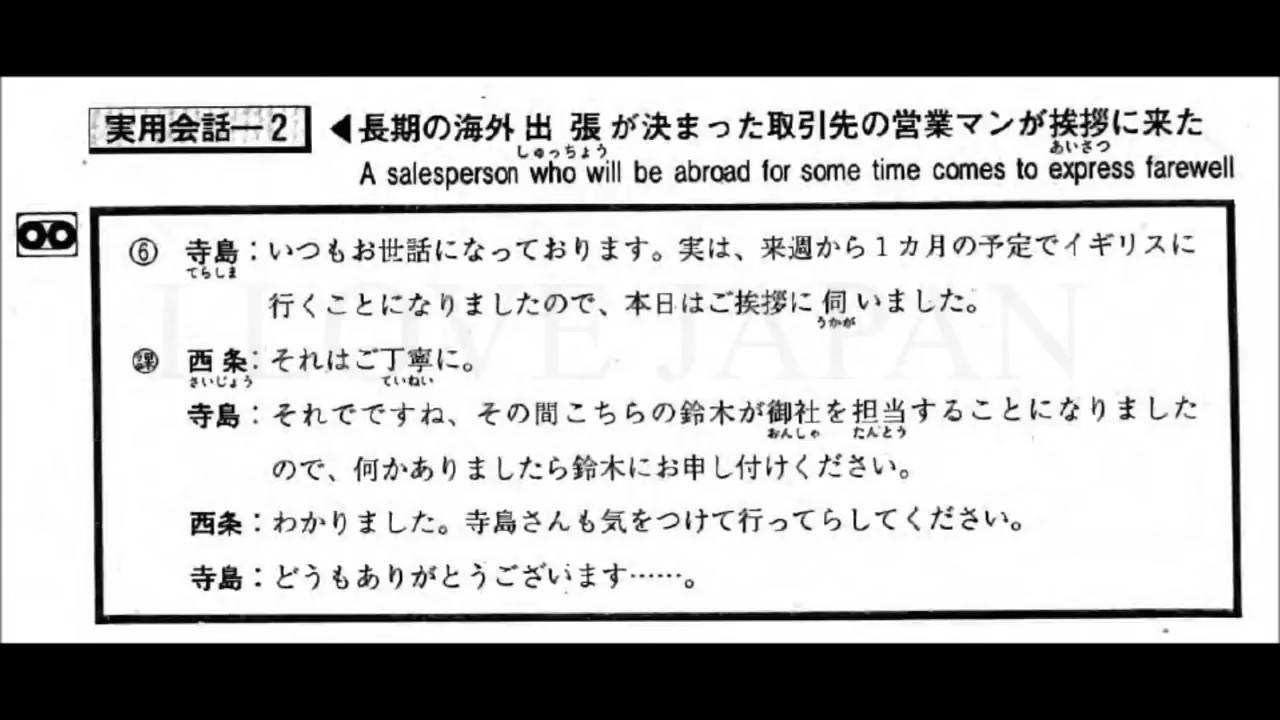 実用会話―2 ◀長期の海外出張が決まった取引先の営業マンが挨拶に来た
しゅっちょう あいさつ
A salesperson who will be abroad for some time comes to express farewell
⑥ 寺島：いつもお世話になっております。実は、来週から1カ月の予定でイギリスに
てらしま
行くことになりましたので、本日はご挨拶に伺いました。
うかが
課 西条：それはご丁寧に。
さいじょう ていねい
寺島：それでですね、その間こちらの鈴木が御社を担当することになりました
おんしゃ たんとう
ので、何かありましたら鈴木にお申し付けください。
西条：わかりました。寺島さんも気をつけて行ってらしてください。
寺島：どうもありがとうございます……。
I LOVE JAPAN